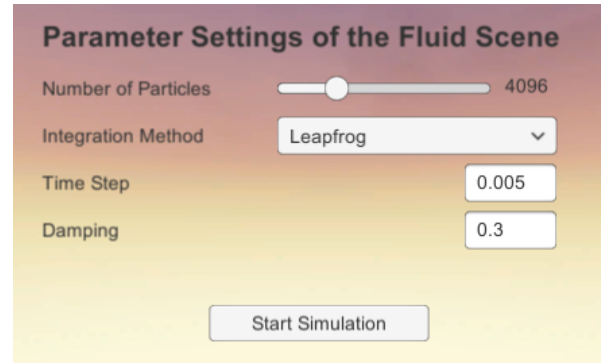 Parameter Settings of the Fluid Scene
Number of Particles 4096
Integration Method Leapfrog
Time Step 0.005
Damping 0.3
Start Simulation